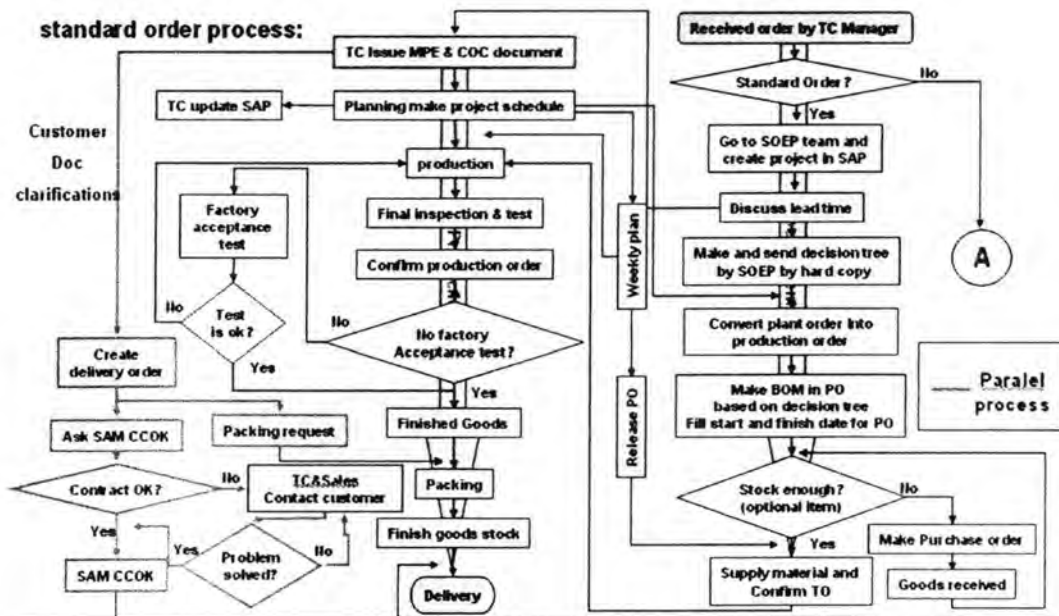 standard order process:
TC Issue MPE & COC document
TC update SAP
Planning make project schedule
Customer
Doc
clarifications
production
Factory
acceptance
test
Final inspection & test
Confirm production order
No
Test
is ok?
Yes
No
No factory
Acceptance test?
Yes
Create
delivery order
Ask SAM CCOK
Packing request
Finished Goods
Contract OK?
No
TC&Sales
Contact customer
Packing
Yes
Yes
Problem
solved?
No
Finish goods stock
SAM CCOK
Delivery
Weekly plan
Release PO
Received order by TC Manager
Standard Order?
No
Yes
Go to SOEP team and
create project in SAP
Discuss lead time
Make and send decision tree
by SOEP by hard copy
A
Convert plant order into
production order
Make BOM in PO
based on decision tree
Fill start and finish date for PO
Paralel
process
Stock enough?
(optional item)
No
Yes
Make Purchase order
Goods received
Supply material and
Confirm TO